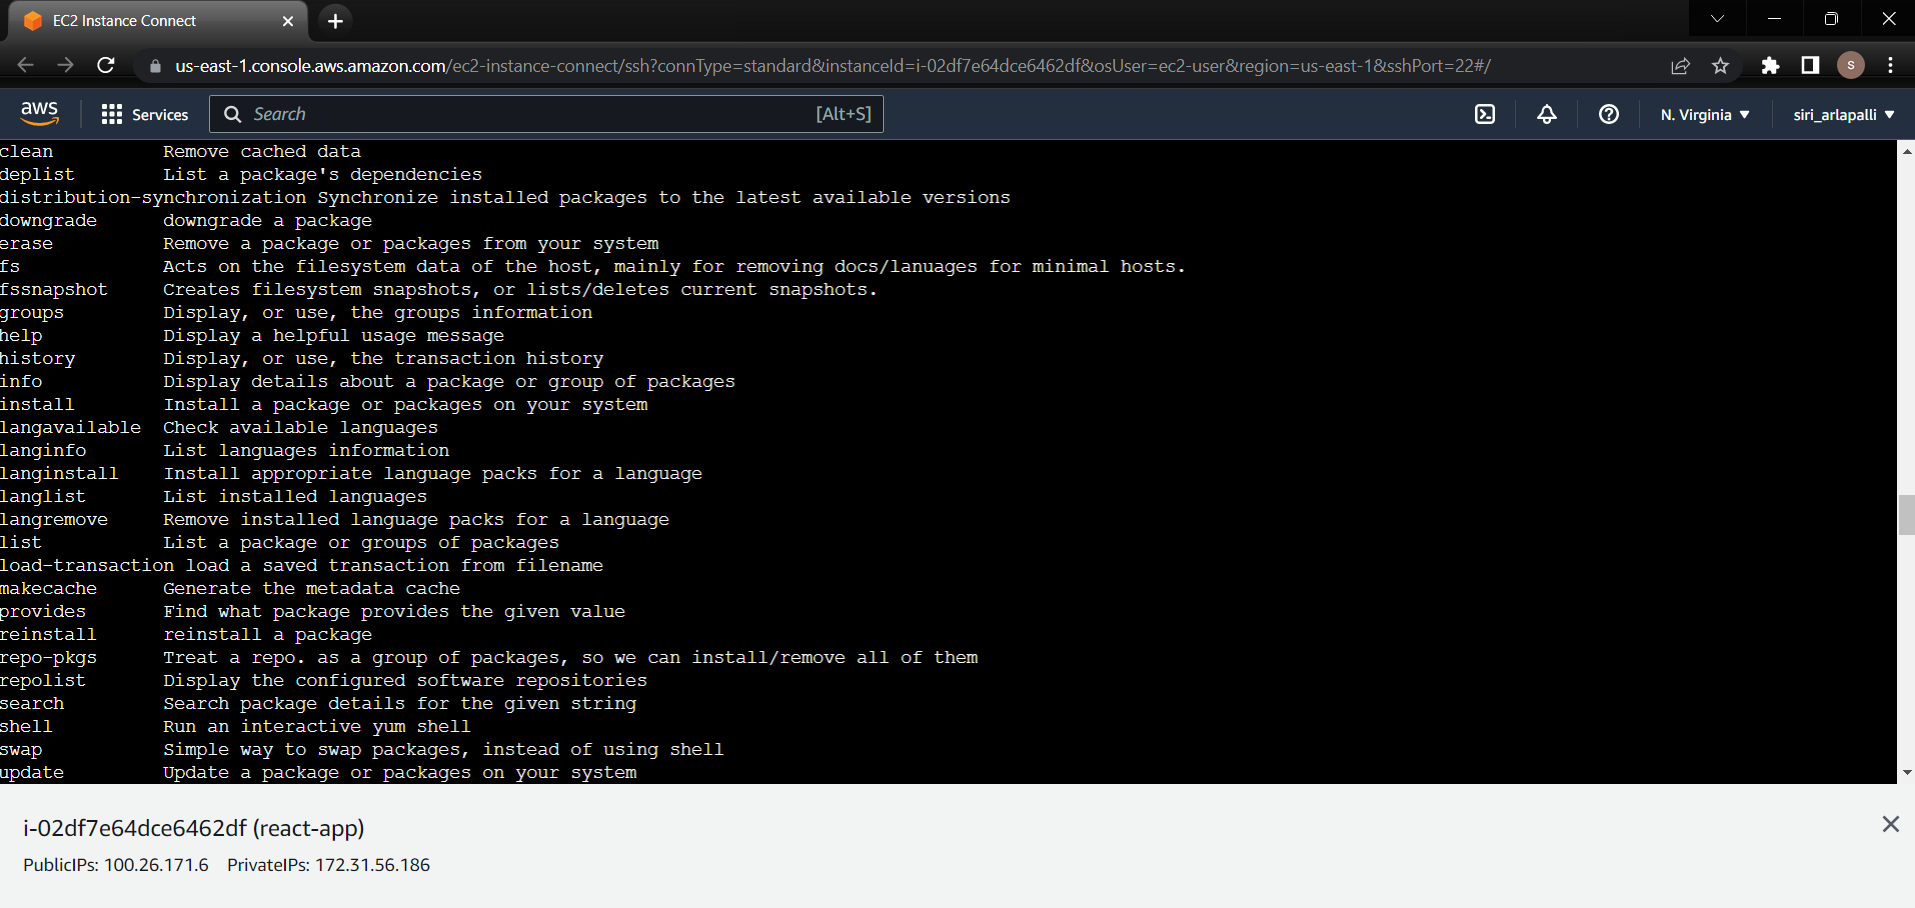 EC2 Instance Connect
us-east-1.console.aws.amazon.com/ec2-instance-connect/ssh?connType=standard&instanceId=i-02df7e64dce6462df&osUser=ec2-user&region=us-east-1&sshPort=22#/
S
aws Services Search [Alt+S] N. Virginia siri_arlapalli
clean Remove cached data
deplist List a package's dependencies
distribution-synchronization Synchronize installed packages to the latest available versions
downgrade downgrade a package
erase Remove a package or packages from your system
fs Acts on the filesystem data of the host, mainly for removing docs/lanuages for minimal hosts.
fssnapshot Creates filesystem snapshots, or lists/deletes current snapshots.
groups Display, or use, the groups information
help Display a helpful usage message
history Display, or use, the transaction history
info Display details about a package or group of packages
install Install a package or packages on your system
langavailable Check available languages
langinfo List languages information
langinstall Install appropriate language packs for a language
langlist List installed languages
langremove Remove installed language packs for a language
list List a package or groups of packages
load-transaction load a saved transaction from filename
makecache Generate the metadata cache
provides Find what package provides the given value
reinstall reinstall a package
repo-pkgs Treat a repo. as a group of packages, so we can install/remove all of them
repolist Display the configured software repositories
search Search package details for the given string
shell Run an interactive yum shell
swap Simple way to swap packages, instead of using shell
update Update a package or packages on your system
i-02df7e64dce6462df (react-app)
PublicIPs: 100.26.171.6 PrivateIPs: 172.31.56.186